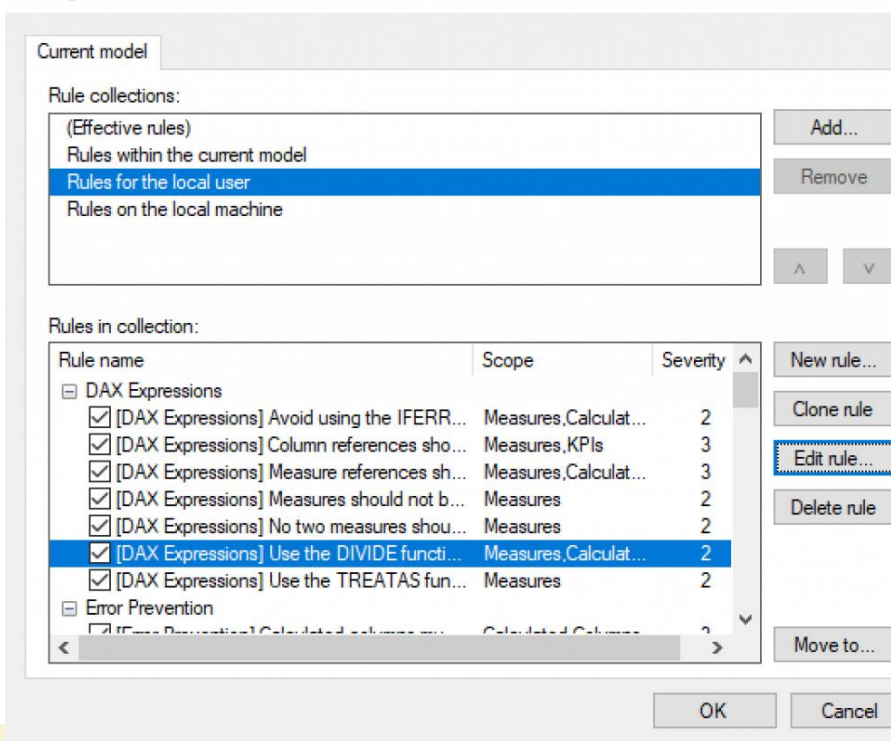 Current model
Rule collections:
(Effective rules)
Rules within the current model
Rules for the local user
Rules on the local machine
Add...
Remove
Rules in collection:
Rule name Scope Severity
DAX Expressions
[DAX Expressions] Avoid using the IFERR... Measures,Calculat... 2
[DAX Expressions] Column references sho... Measures,KPIs 3
[DAX Expressions] Measure references sh... Measures,Calculat... 3
[DAX Expressions] Measures should not b... Measures 2
[DAX Expressions] No two measures shou... Measures 2
[DAX Expressions] Use the DIVIDE functi... Measures,Calculat... 2
[DAX Expressions] Use the TREATAS fun... Measures 2
Error Prevention
New rule...
Clone rule
Edit rule...
Delete rule
Move to...
OK Cancel